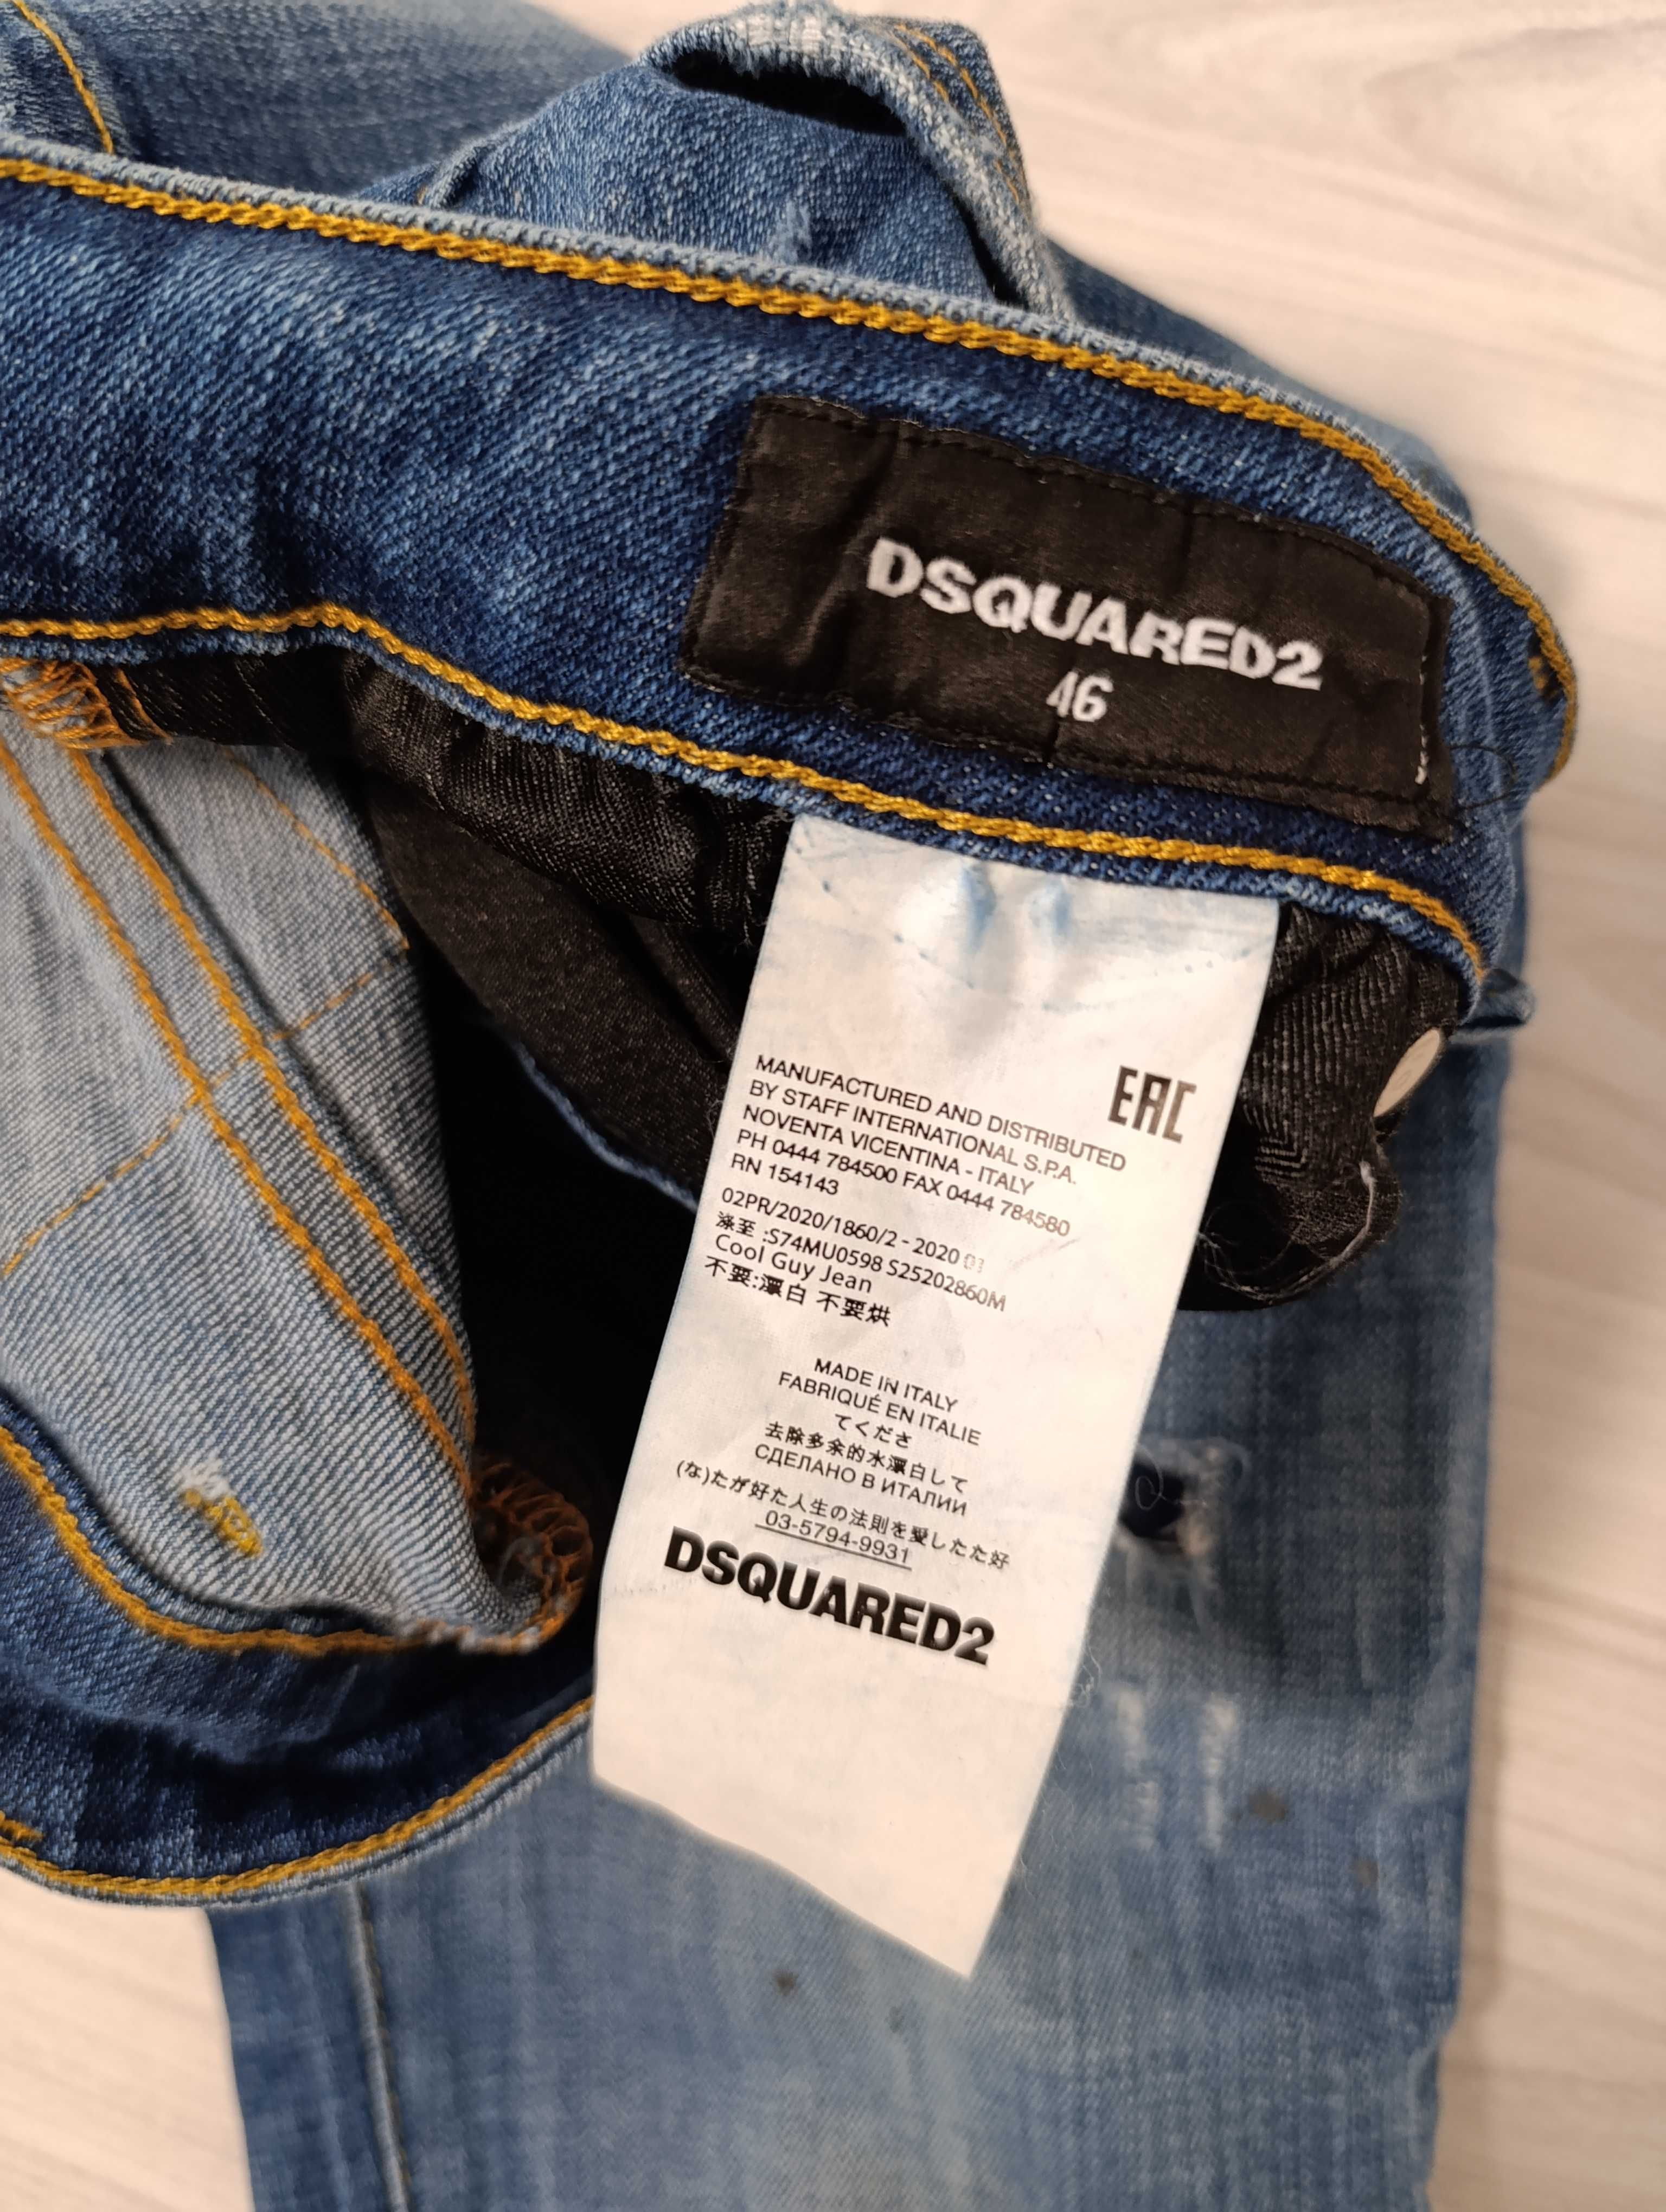 DSQUARED2
46
EAC
MANUFACTURED AND DISTRIBUTED
BY STAFF INTERNATIONAL S.P.A.
NOVENTA VICENTINA - ITALY
PH 0444 784500 FAX 0444 784580
RN 154143
02PR/2020/1860/2 - 2020
涤至 :S74MU0598 S25202860M
Cool Guy Jean
不要:漂白 不要烘
MADE IN ITALY
FABRIQUÉ EN ITALIE
てくださ
去除多余的水漂白して
СДЕЛАНО В ИТАЛИИ
(な)たが好た人生の法則を愛したた好
03-5794-9931
DSQUARED2